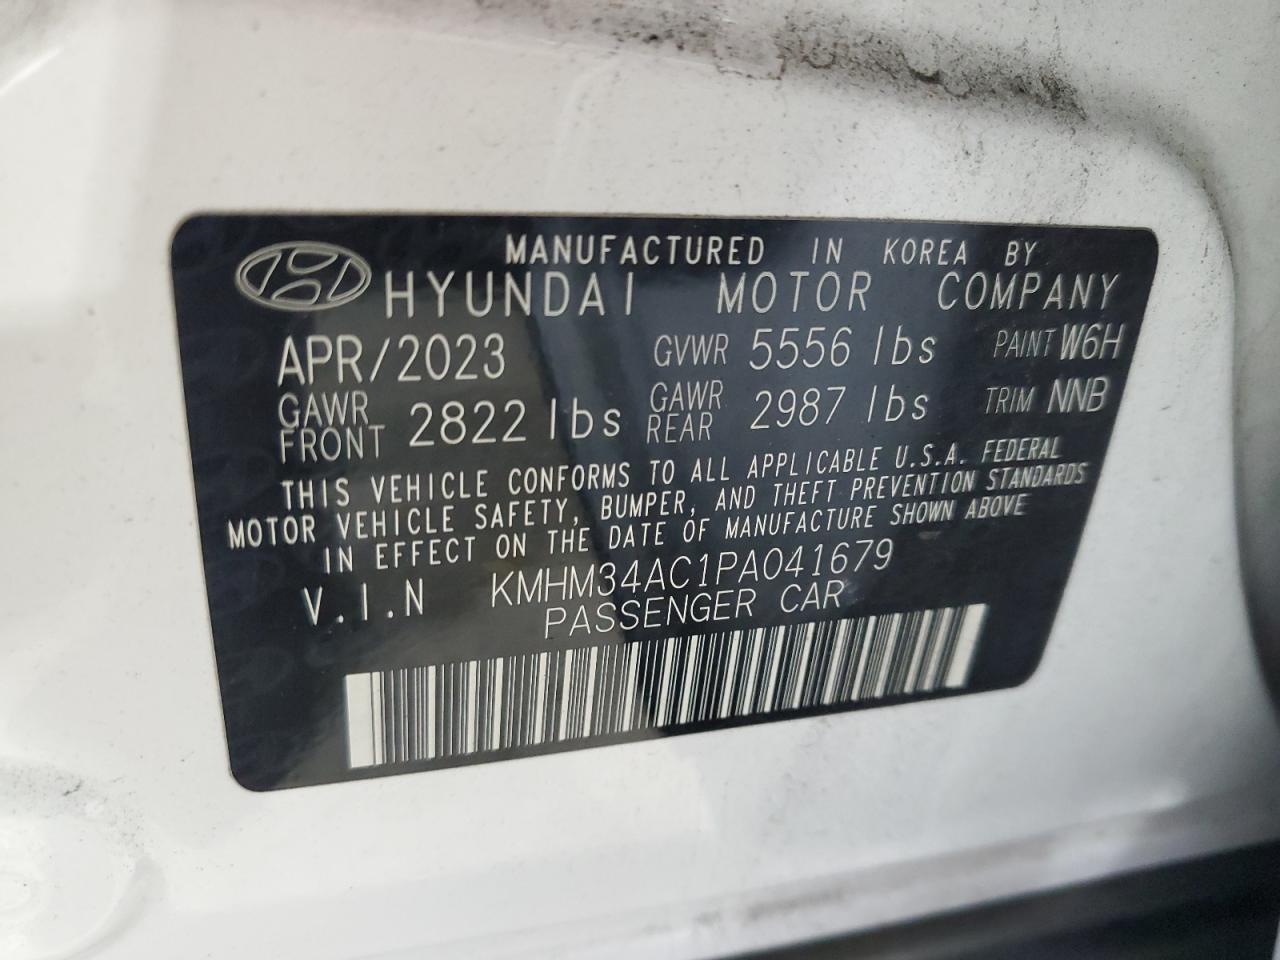 MANUFACTURED IN KOREA BY
HYUNDAI MOTOR COMPANY
APR/2023 GVWR 5556 lbs PAINT W6H
GAWR FRONT 2822 lbs GAWR REAR 2987 lbs TRIM NNB
THIS VEHICLE CONFORMS TO ALL APPLICABLE U.S.A. FEDERAL
MOTOR VEHICLE SAFETY, BUMPER, AND THEFT PREVENTION STANDARDS
IN EFFECT ON THE DATE OF MANUFACTURE SHOWN ABOVE
V.I.N KMHM34AC1PA041679
PASSENGER CAR